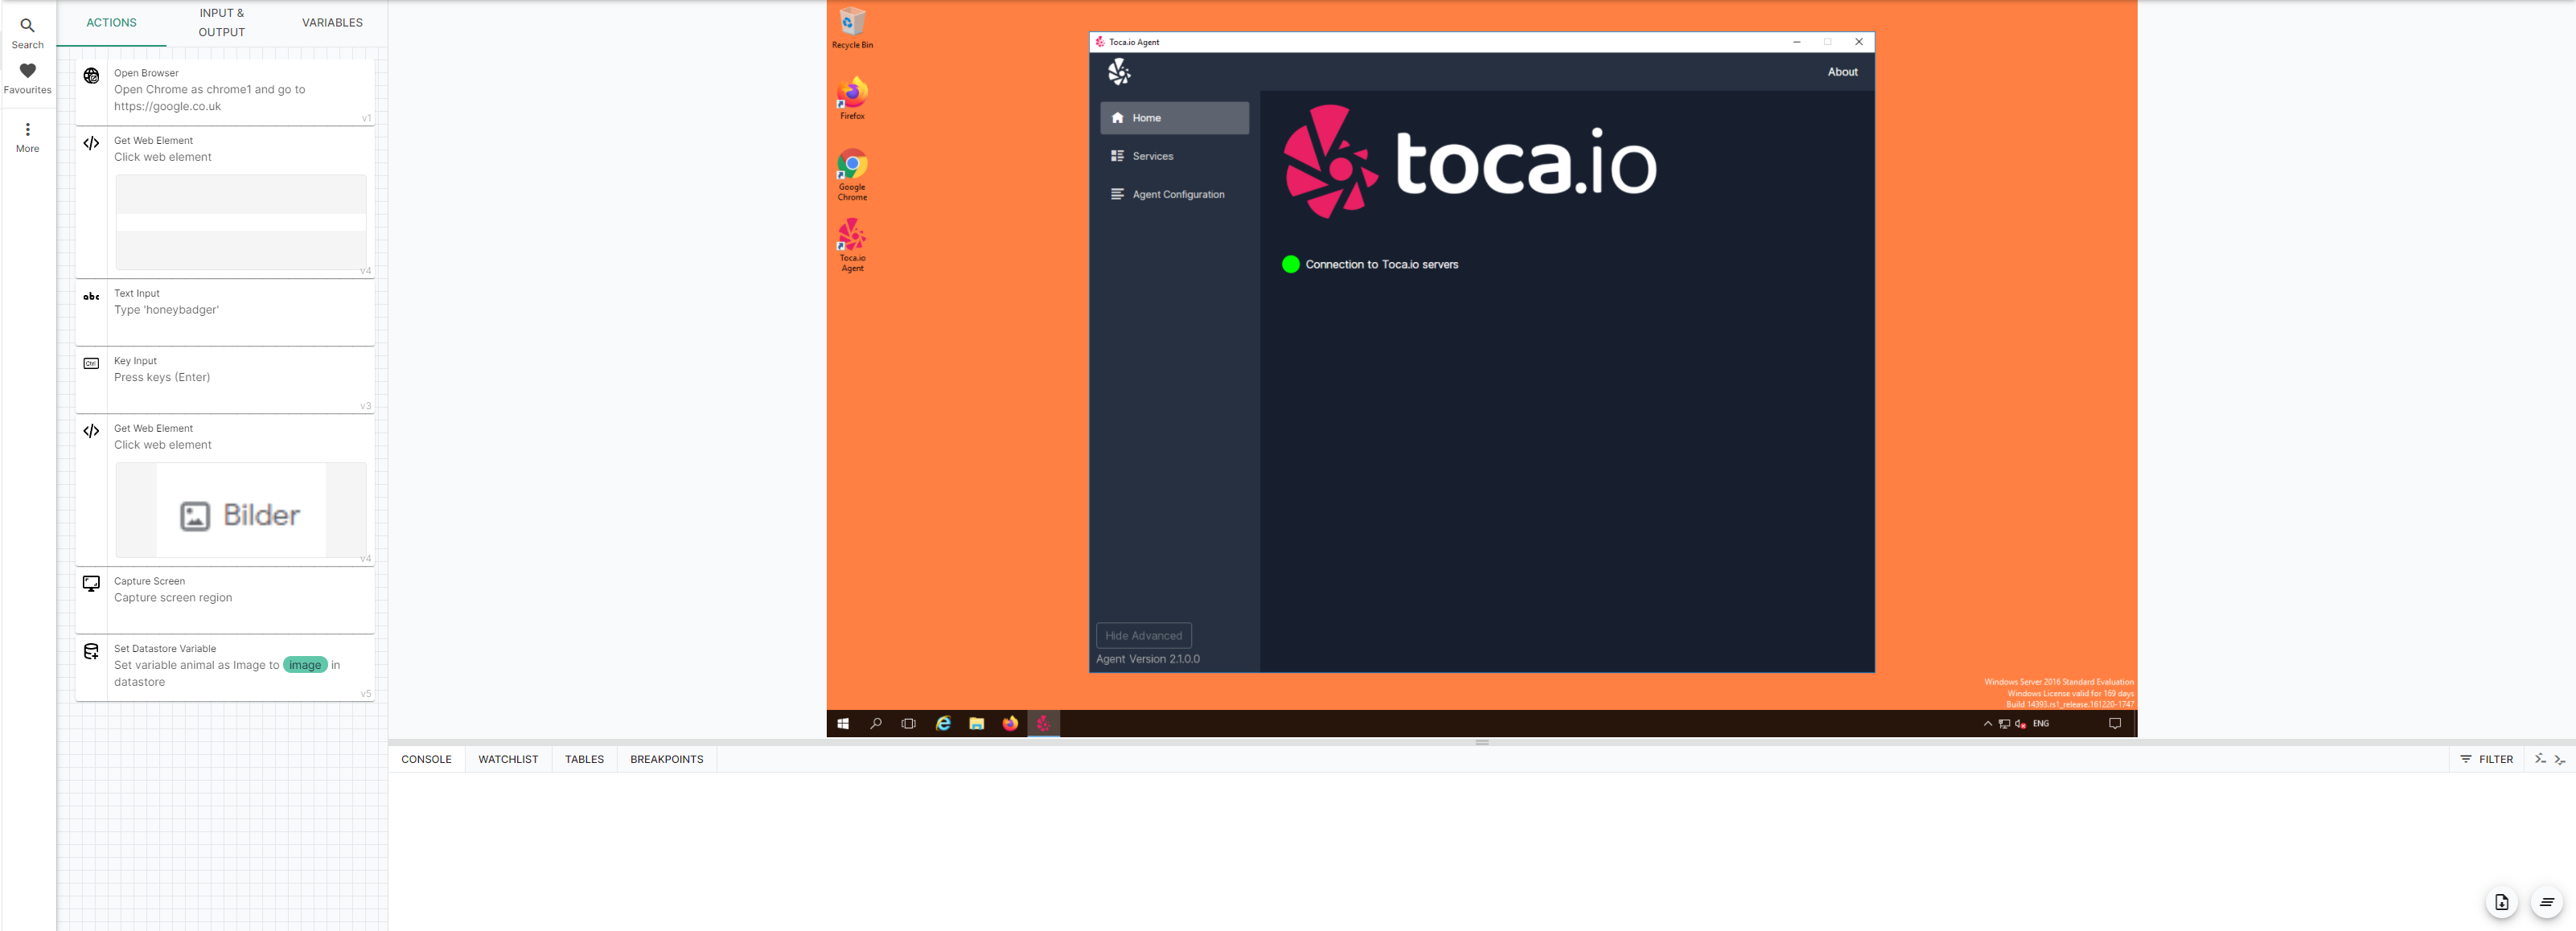 Search
Favourites
More
ACTIONS
INPUT &
OUTPUT
VARIABLES
Open Browser
Open Chrome as chrome1 and go to
https://google.co.uk
v1
Get Web Element
Click web element
v4
Text Input
Type 'honeybadger'
Key Input
Press keys (Enter)
v3
Get Web Element
Click web element
Bilder
v4
Capture Screen
Capture screen region
Set Datastore Variable
Set variable animal as Image to image in
datastore
v5
Recycle Bin
Firefox
Google
Chrome
Toca.io
Agent
Toca.io Agent
About
Home
Services
Agent Configuration
toca.io
Connection to Toca.io servers
Hide Advanced
Agent Version 2.1.0.0
Windows Server 2016 Standard Evaluation
Windows License valid for 169 days
Build 14393.rs1_release.161220-1747
ENG
CONSOLE
WATCHLIST
TABLES
BREAKPOINTS
FILTER